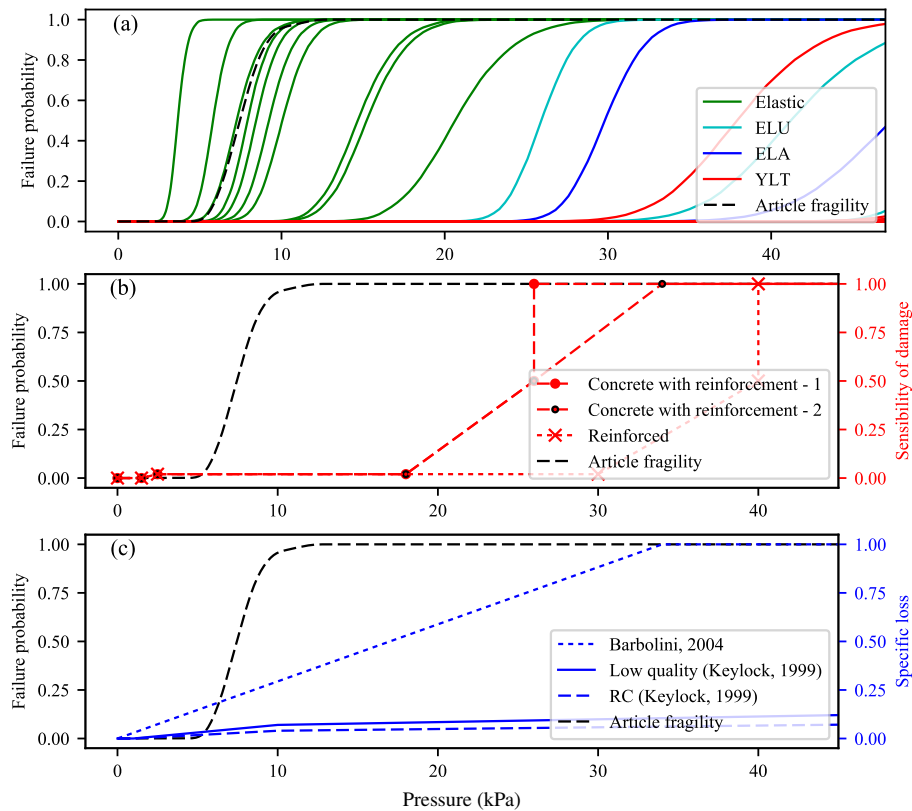 (a)
Failure probability
1.0
0.8
0.6
0.4
0.2
0.0
0
10
20
30
40
Elastic
ELU
ELA
YLT
Article fragility
(b)
Failure probability
1.00
0.75
0.50
0.25
0.00
0
10
20
30
40
1.00
0.75
0.50
0.25
0.00
Sensibility of damage
Concrete with reinforcement - 1
Concrete with reinforcement - 2
Reinforced
Article fragility
(c)
Failure probability
1.00
0.75
0.50
0.25
0.00
0
10
20
30
40
1.00
0.75
0.50
0.25
0.00
Specific loss
Barbolini, 2004
Low quality (Keylock, 1999)
RC (Keylock, 1999)
Article fragility
Pressure (kPa)